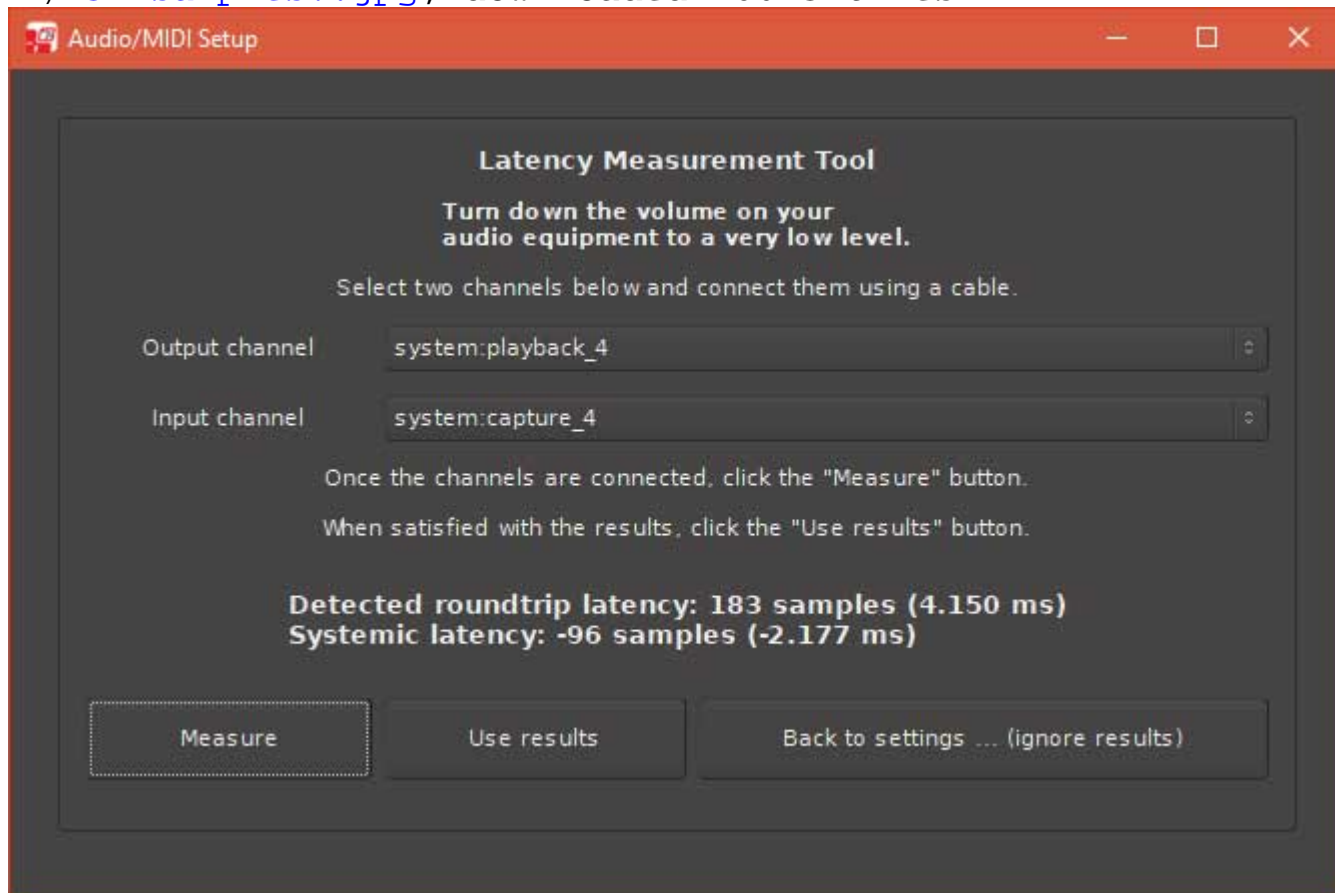 Audio/MIDI Setup
Latency Measurement Tool
Turn down the volume on your
audio equipment to a very low level.
Select two channels below and connect them using a cable.
Output channel system:playback_4
Input channel system:capture_4
Once the channels are connected, click the "Measure" button.
When satisfied with the results, click the "Use results" button.
Detected roundtrip latency: 183 samples (4.150 ms)
Systemic latency: -96 samples (-2.177 ms)
Measure Use results Back to settings ... (ignore results)